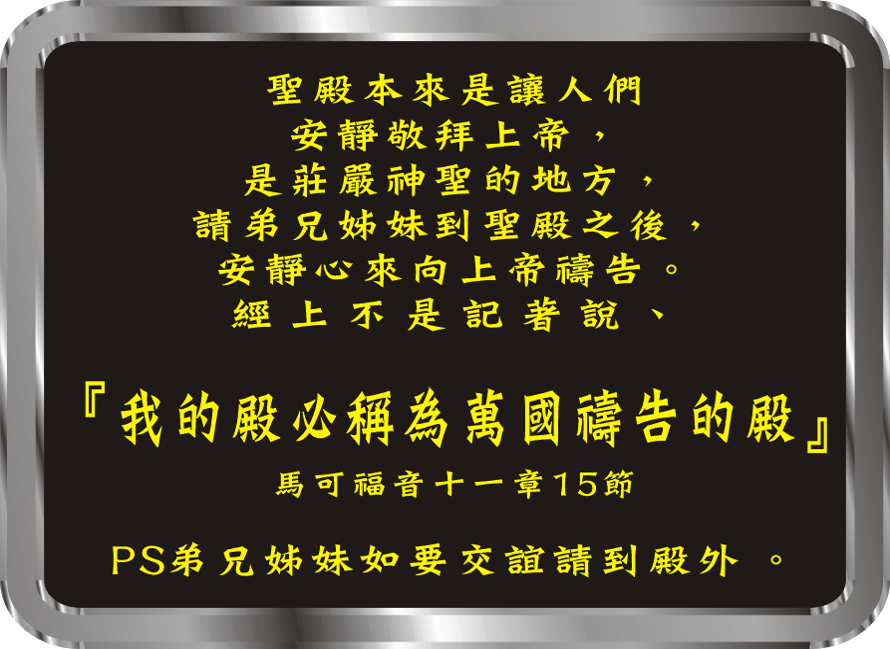 聖殿本來是讓人們
安靜敬拜上帝，
是莊嚴神聖的地方，
請弟兄姊妹到聖殿之後，
安靜心來向上帝禱告。
經上不是記著說、
『我的殿必稱為萬國禱告的殿』
馬可福音十一章15節
PS弟兄姊妹如要交誼請到殿外。